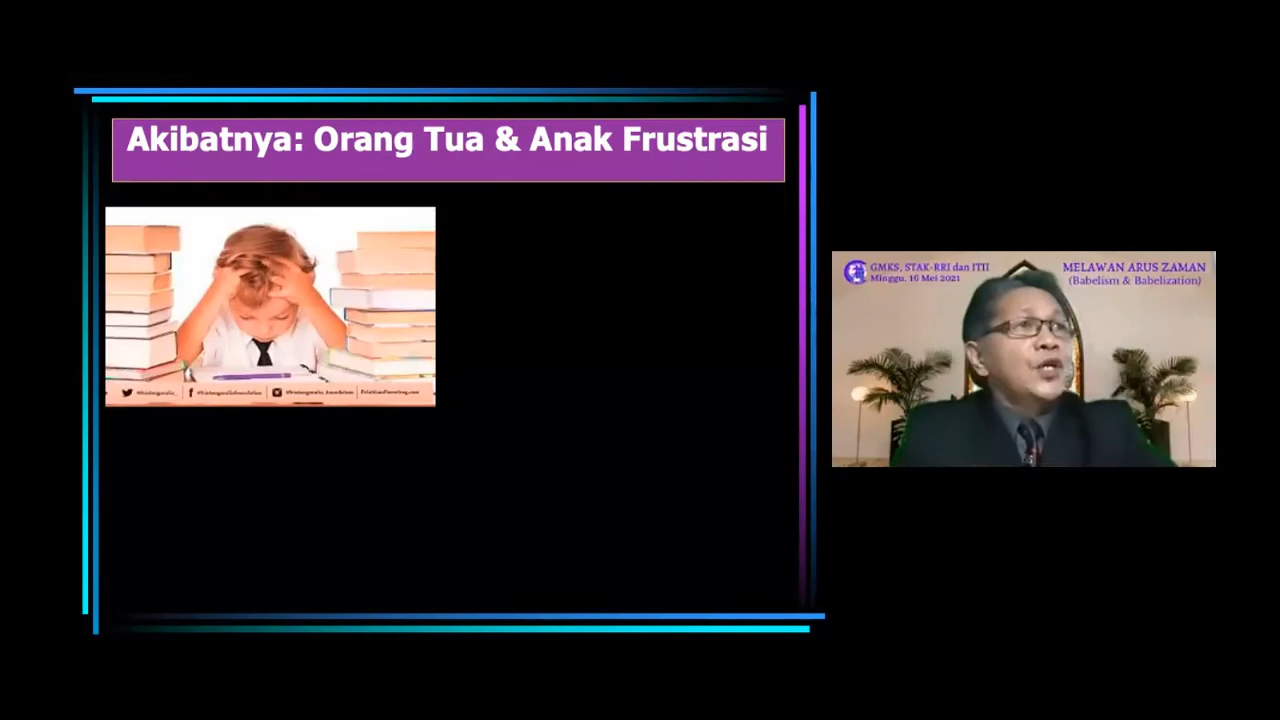 Akibatnya: Orang Tua & Anak Frustrasi
GMKS, STAK-RRI dan ITII
Minggu, 16 Mei 2021
MELAWAN ARUS ZAMAN
(Babelism & Babelization)